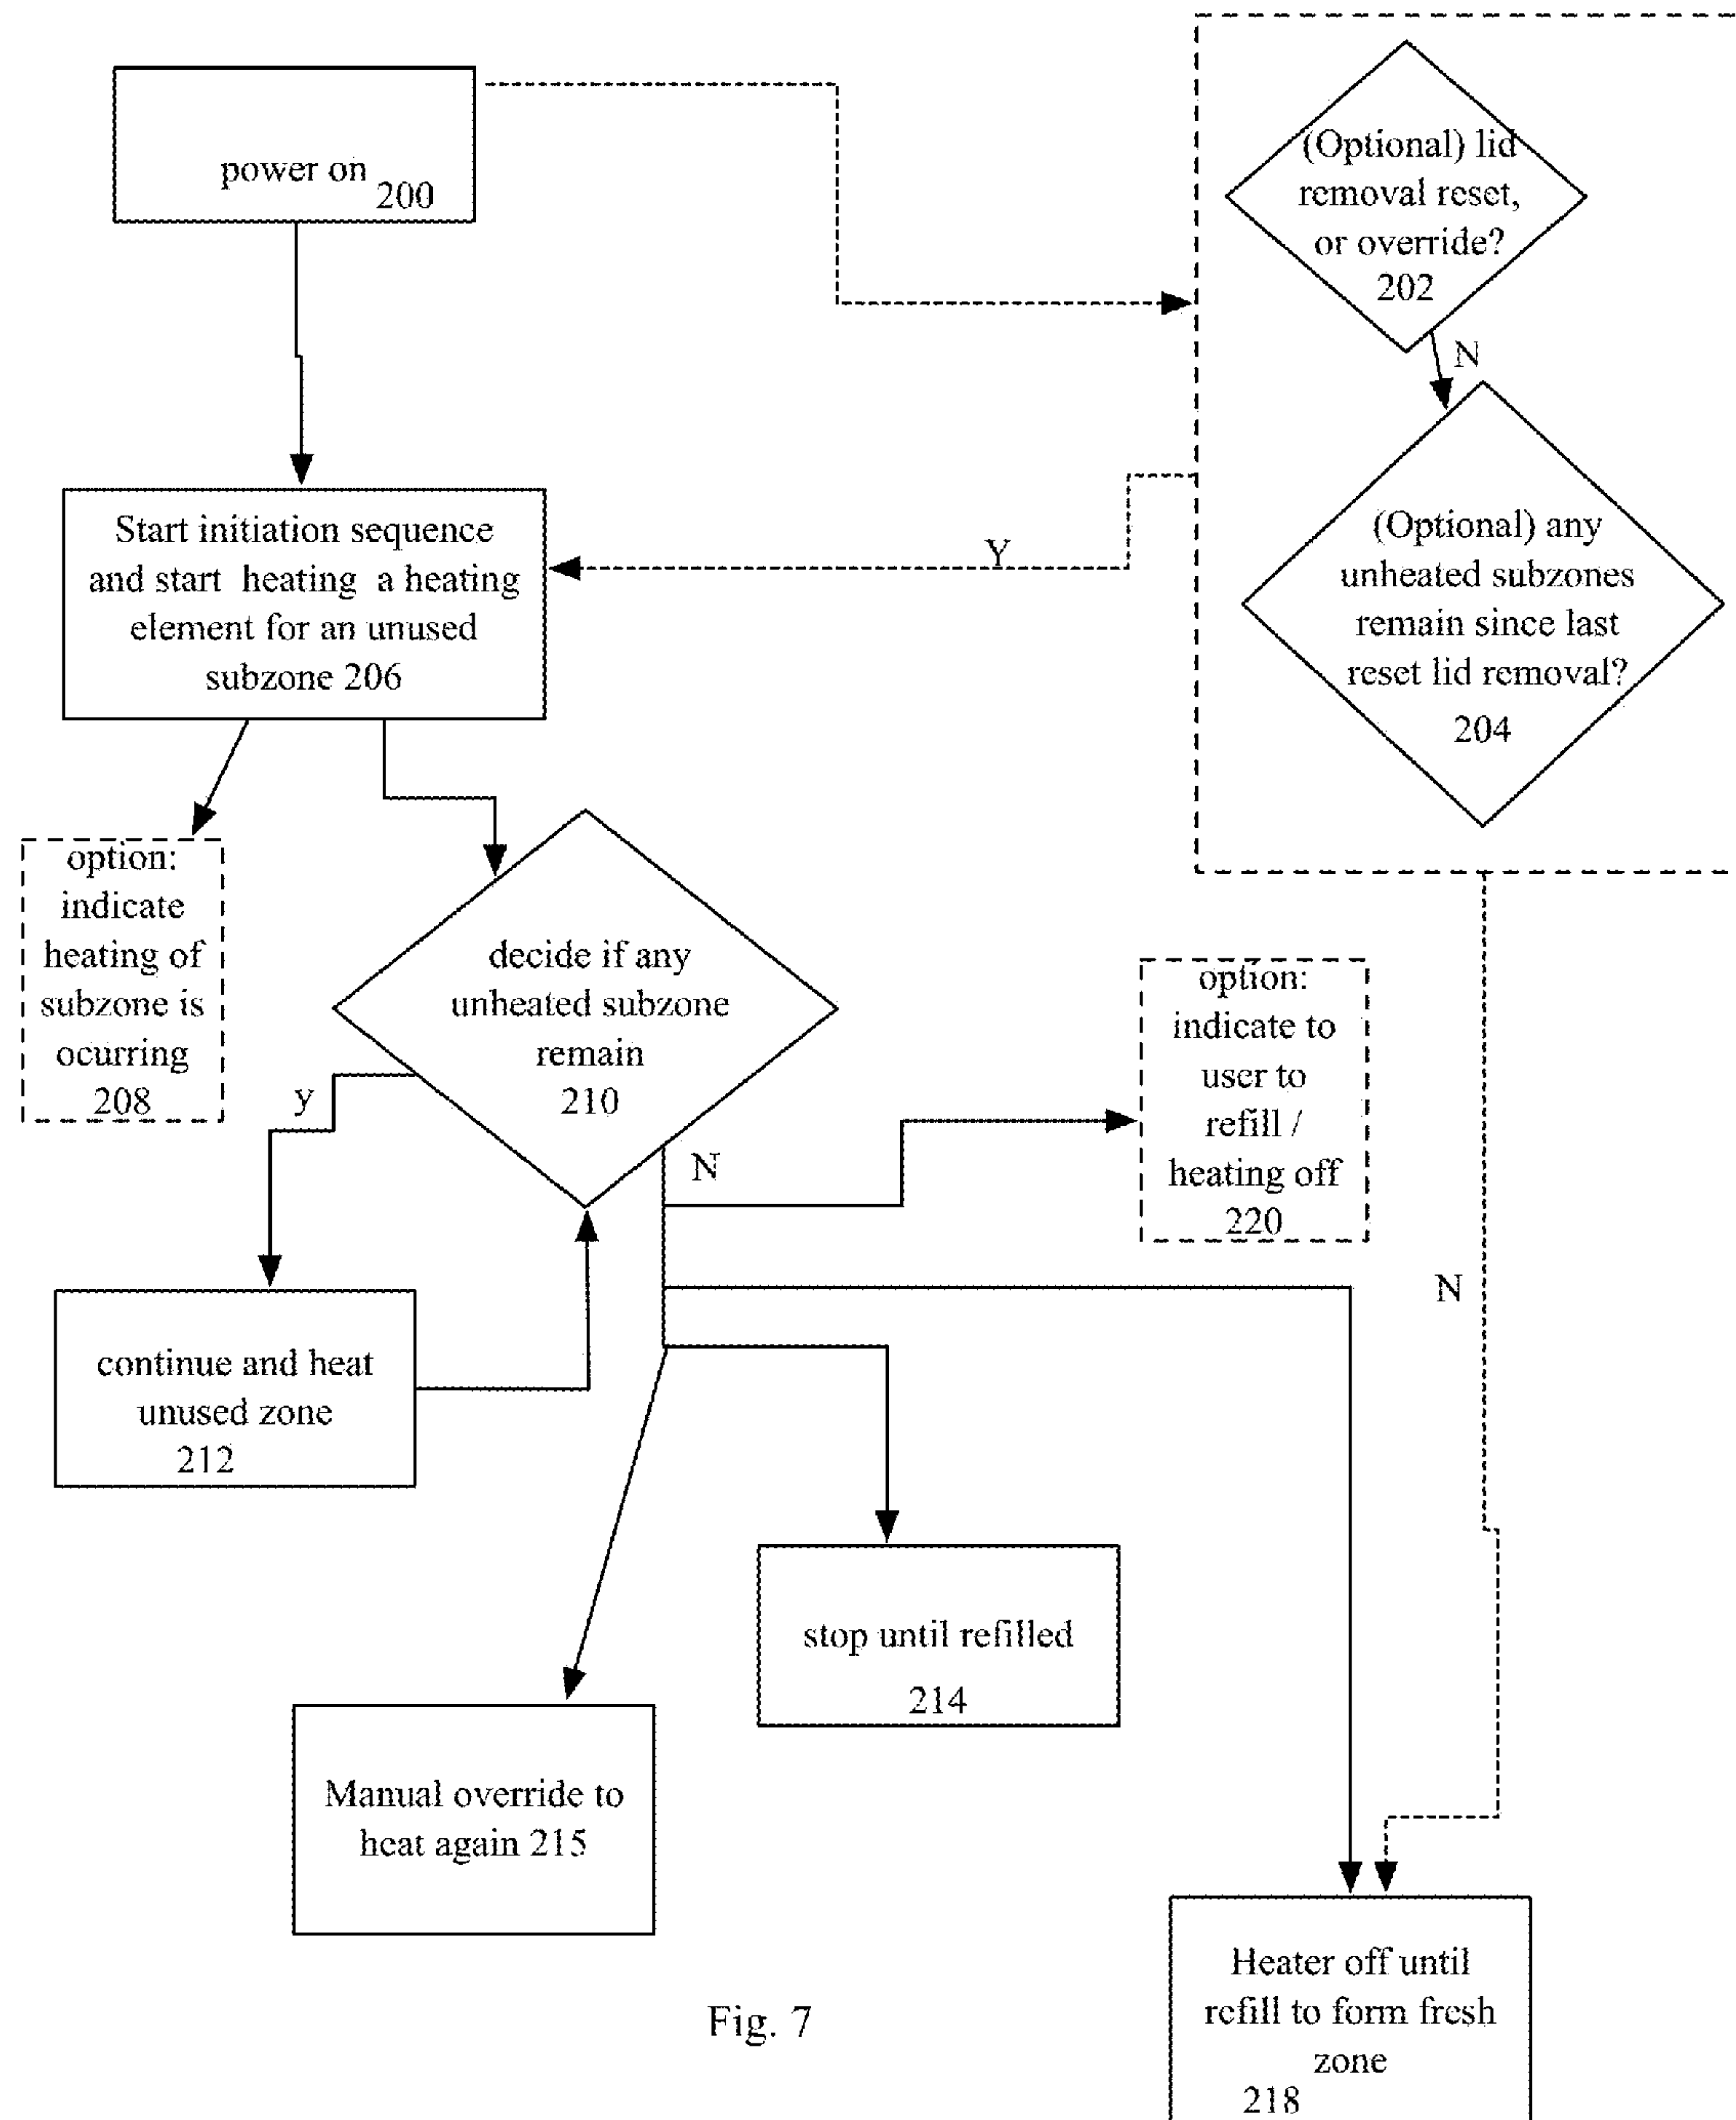 power on
200
(Optional) lid
removal reset,
or override?
202
N
Start initiation sequence
and start heating a heating
element for an unused
subzone 206
Y
(Optional) any
unheated subzones
remain since last
reset lid removal?
204
option:
indicate
heating of
subzone is
ocurring
208
decide if any
unheated subzone
remain
210
option:
indicate to
user to
refill /
heating off
220
y
N
N
continue and heat
unused zone
212
stop until refilled
214
Manual override to
heat again 215
Heater off until
refill to form fresh
zone
218
Fig. 7